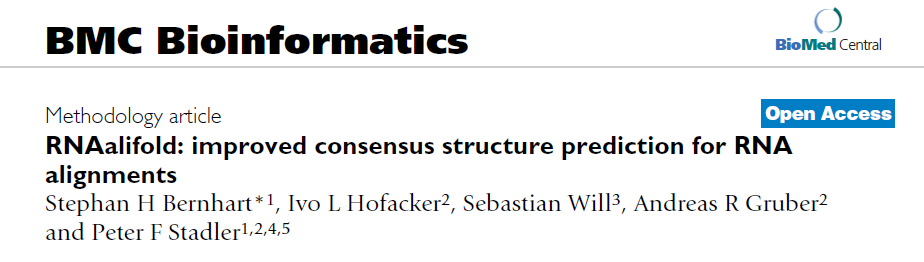 BMC Bioinformatics
BioMed Central
Methodology article
Open Access
RNAalifold: improved consensus structure prediction for RNA
alignments
Stephan H Bernhart*1, Ivo L Hofacker2, Sebastian Will3, Andreas R Gruber2
and Peter F Stadler1,2,4,5